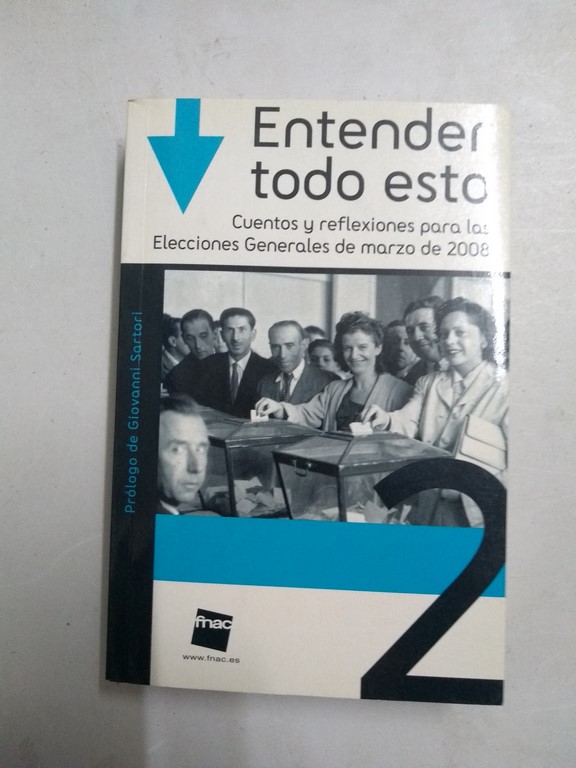 Entender
todo esto
Cuentos y reflexiones para las
Elecciones Generales de marzo de 2008
Prólogo de Giovanni Sartori
2
fnac
www.fnac.es